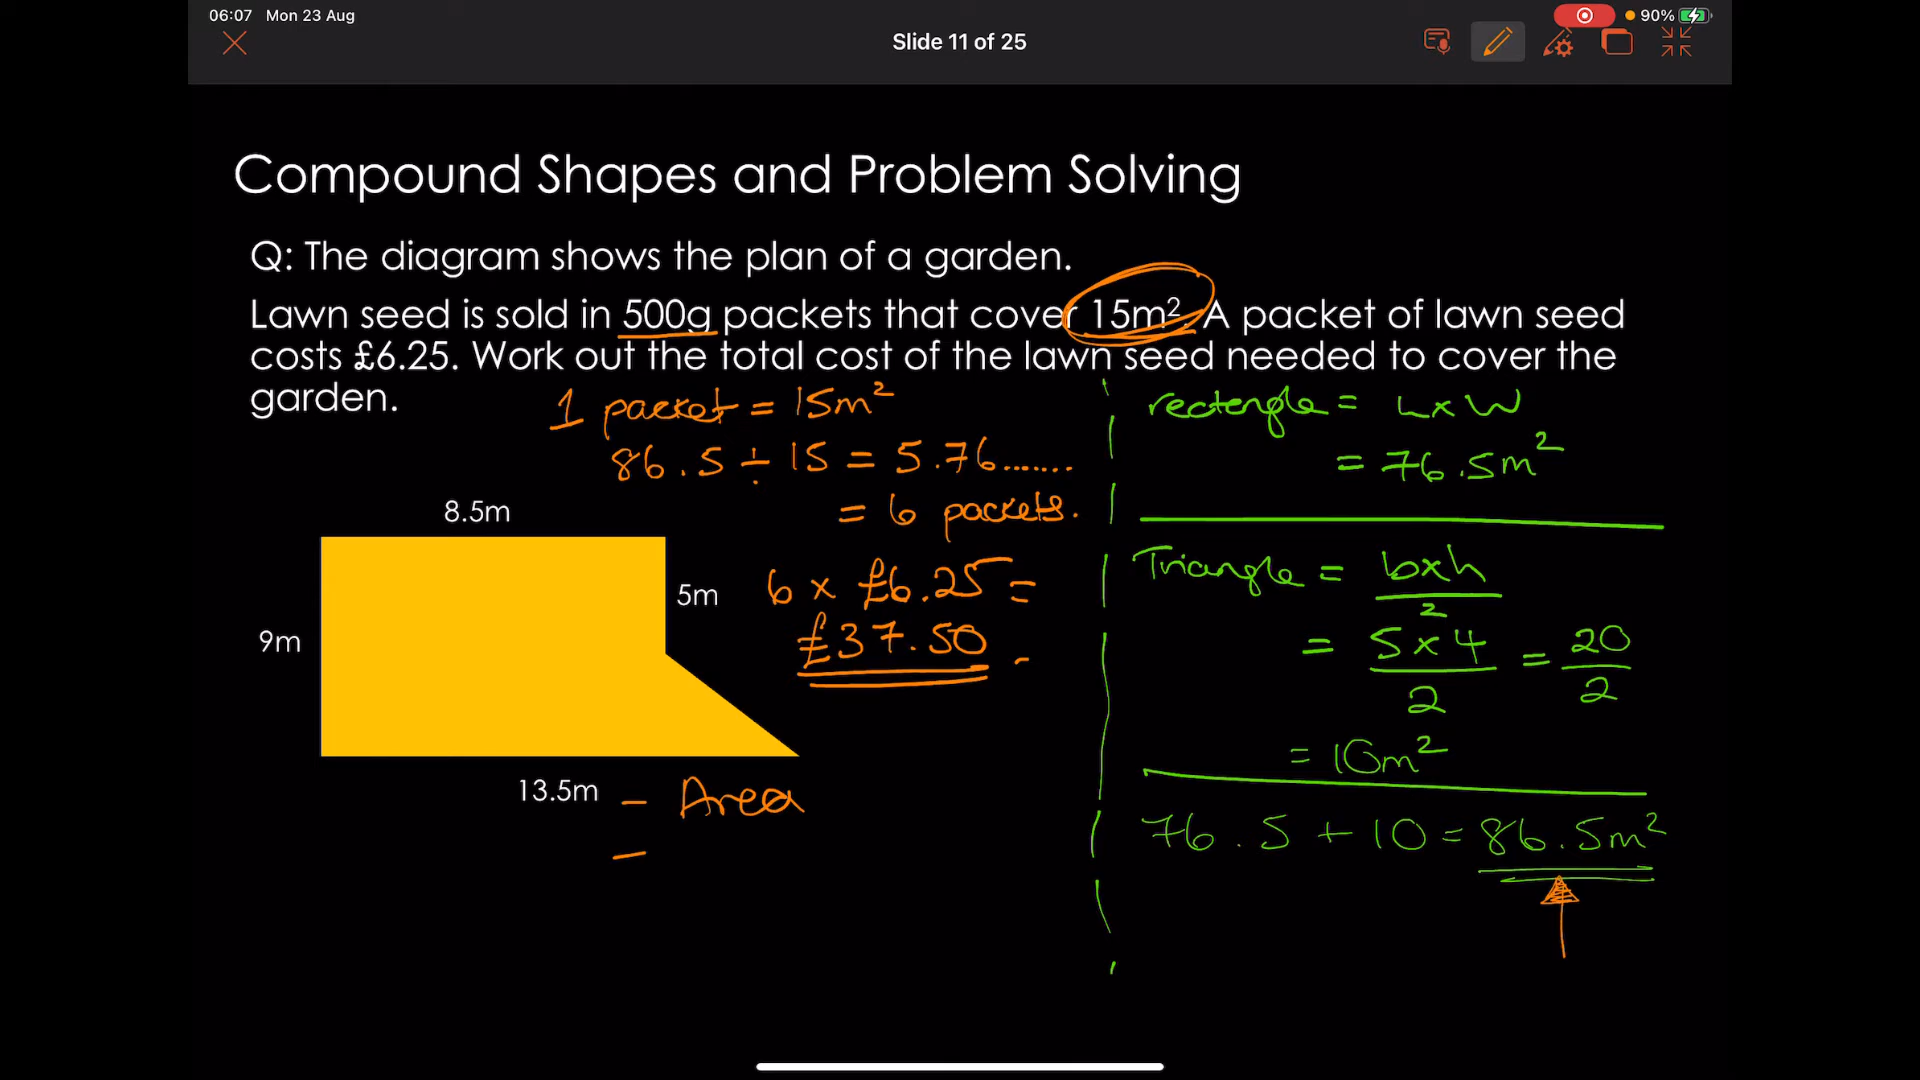 06:07 Mon 23 Aug
90%
Slide 11 of 25
Compound Shapes and Problem Solving
Q: The diagram shows the plan of a garden.
Lawn seed is sold in 500g packets that cover 15m². A packet of lawn seed
costs £6.25. Work out the total cost of the lawn seed needed to cover the
garden.
1 packet = 15m²
86.5 ÷ 15 = 5.76.......
= 6 packets.
6 x £6.25 =
£37.50
8.5m
5m
9m
13.5m
- Area
-
rectangle = L x W
= 76.5m²
Triangle = bxh
2
= 5 x 4 = 20
2 2
= 10m²
76.5 + 10 = 86.5m²